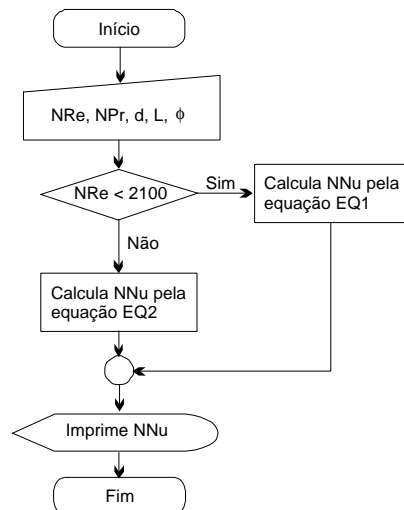 Início
NRe, NPr, d, L, ϕ
NRe < 2100
Sim
Calcula NNu pela
equação EQ1
Não
Calcula NNu pela
equação EQ2
Imprime NNu
Fim